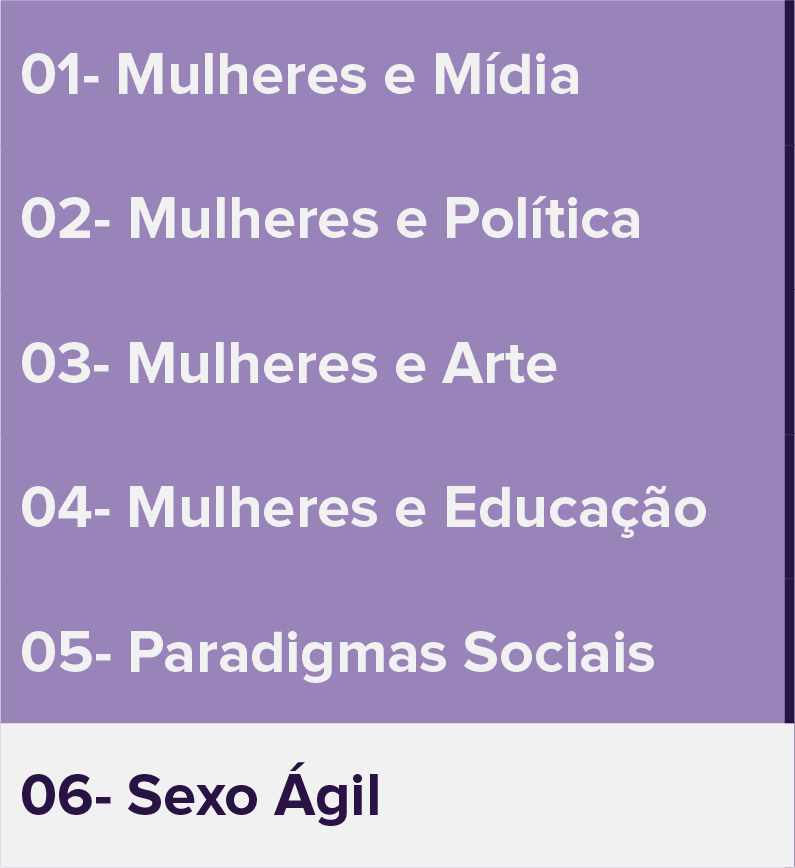 01- Mulheres e Mídia
02- Mulheres e Política
03- Mulheres e Arte
04- Mulheres e Educação
05- Paradigmas Sociais
06- Sexo Ágil